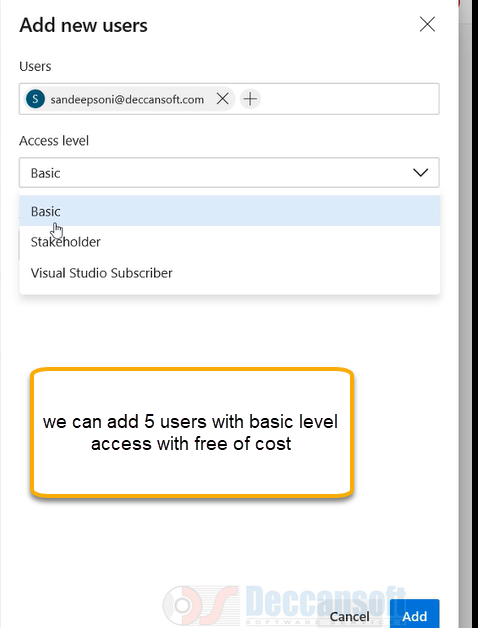 Add new users
Users
S sandeepsoni@deccansoft.com
Access level
Basic
Basic
Stakeholder
Visual Studio Subscriber
we can add 5 users with basic level
access with free of cost
DS Deccansoft
Cancel
Add